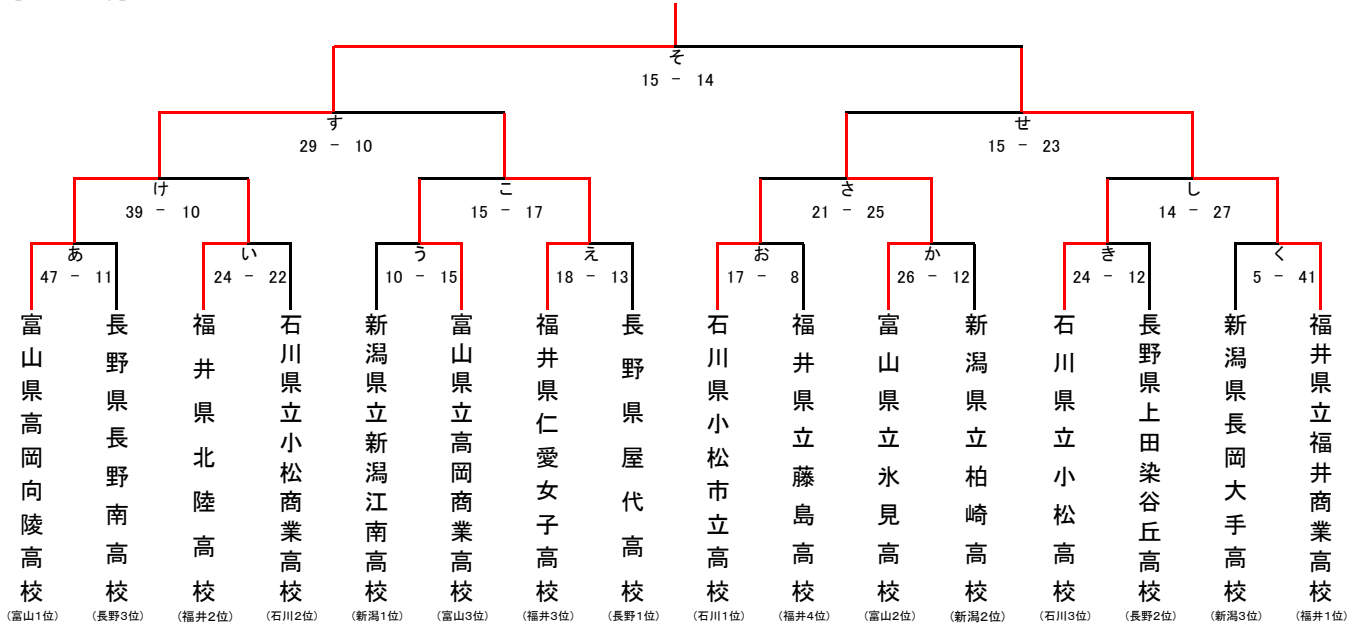 そ
15 － 14
す
29 － 10
せ
15 － 23
け
39 － 10
こ
15 － 17
さ
21 － 25
し
14 － 27
あ
47 － 11
い
24 － 22
う
10 － 15
え
18 － 13
お
17 － 8
か
26 － 12
き
24 － 12
く
5 － 41
富山県高岡向陵高校
(富山1位)
長野県長野南高校
(長野3位)
福井県北陸高校
(福井2位)
石川県立小松商業高校
(石川2位)
新潟県立新潟江南高校
(新潟1位)
富山県立高岡商業高校
(富山3位)
福井県仁愛女子高校
(福井3位)
長野県屋代高校
(長野1位)
石川県小松市立高校
(石川1位)
福井県立藤島高校
(福井4位)
富山県立氷見高校
(富山2位)
新潟県立柏崎高校
(新潟2位)
石川県立小松高校
(石川3位)
長野県上田染谷丘高校
(長野2位)
新潟県長岡大手高校
(新潟3位)
福井県立福井商業高校
(福井1位)